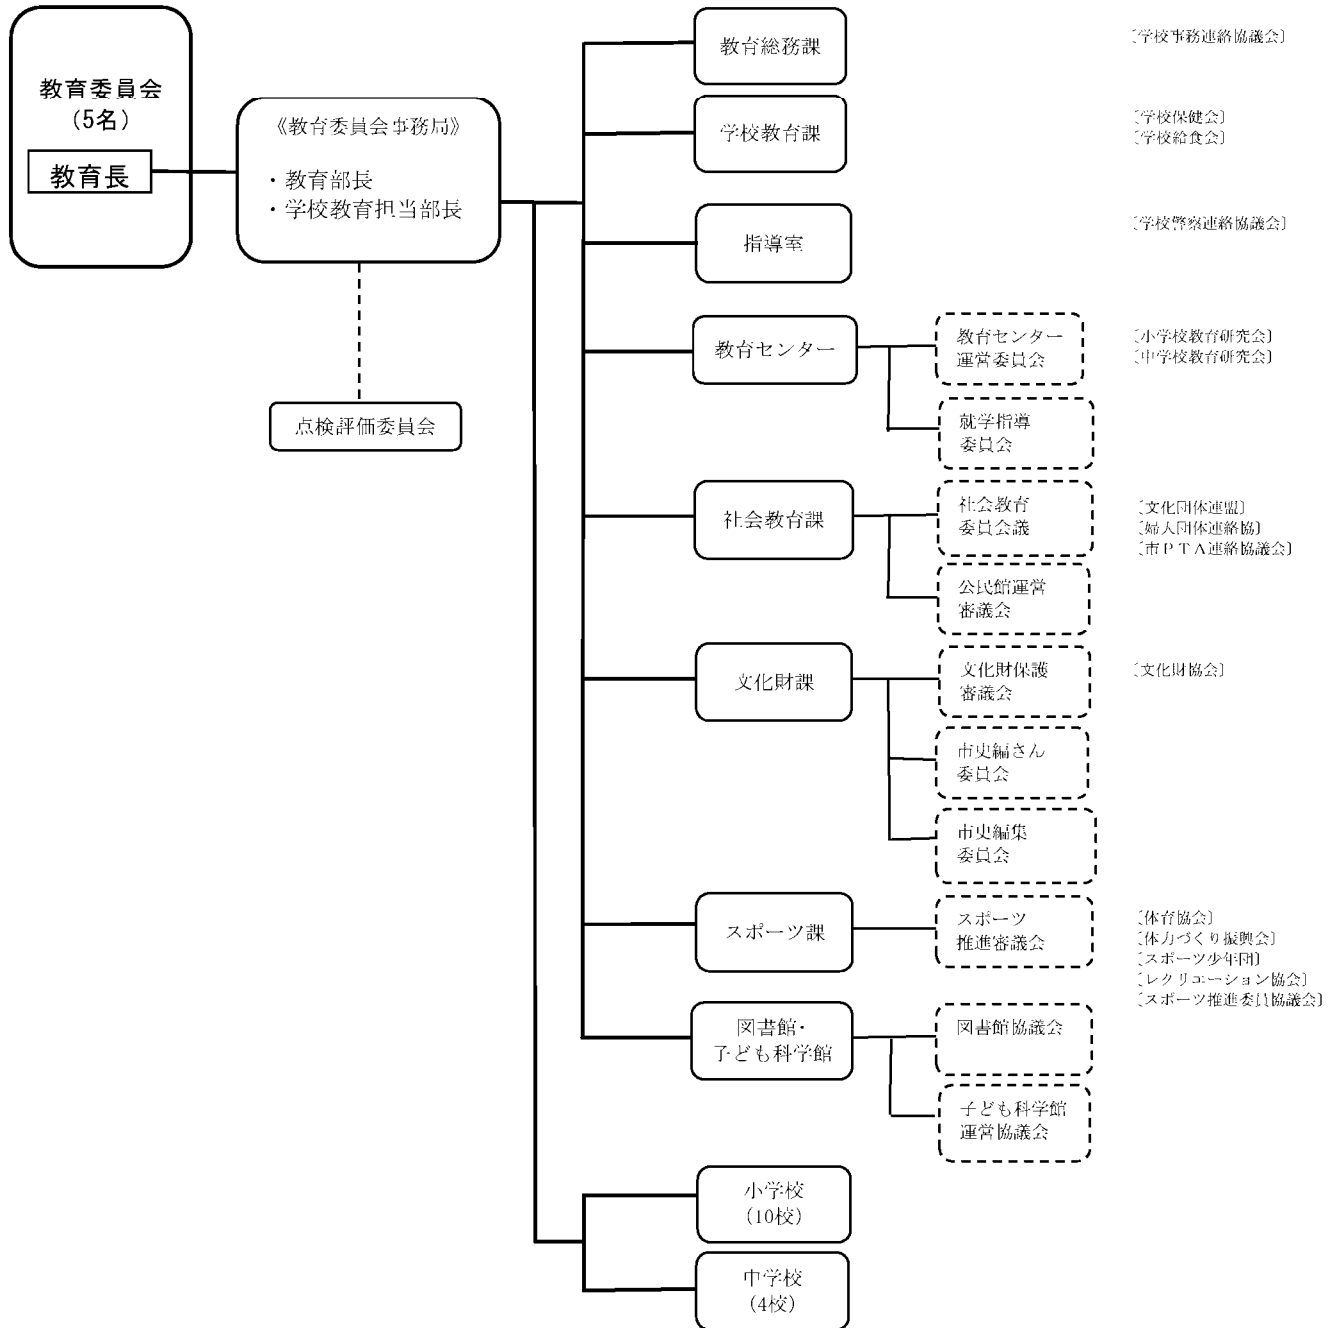 教育委員会
(5名)
教育長
《教育委員会事務局》
・教育部長
・学校教育担当部長
点検評価委員会
教育総務課
〔学校事務連絡協議会〕
学校教育課
〔学校保健会〕
〔学校給食会〕
指導室
〔学校警察連絡協議会〕
教育センター
教育センター
運営委員会
〔小学校教育研究会〕
〔中学校教育研究会〕
就学指導
委員会
社会教育課
社会教育
委員会議
〔文化団体連盟〕
〔婦人団体連絡協〕
〔市PTA連絡協議会〕
公民館運営
審議会
文化財課
文化財保護
審議会
〔文化財協会〕
市史編さん
委員会
市史編集
委員会
スポーツ課
スポーツ
推進審議会
〔体育協会〕
〔体力づくり振興会〕
〔スポーツ少年団〕
〔レクリエーション協会〕
〔スポーツ推進委員協議会〕
図書館・
子ども科学館
図書館協議会
子ども科学館
運営協議会
小学校
(10校)
中学校
(4校)